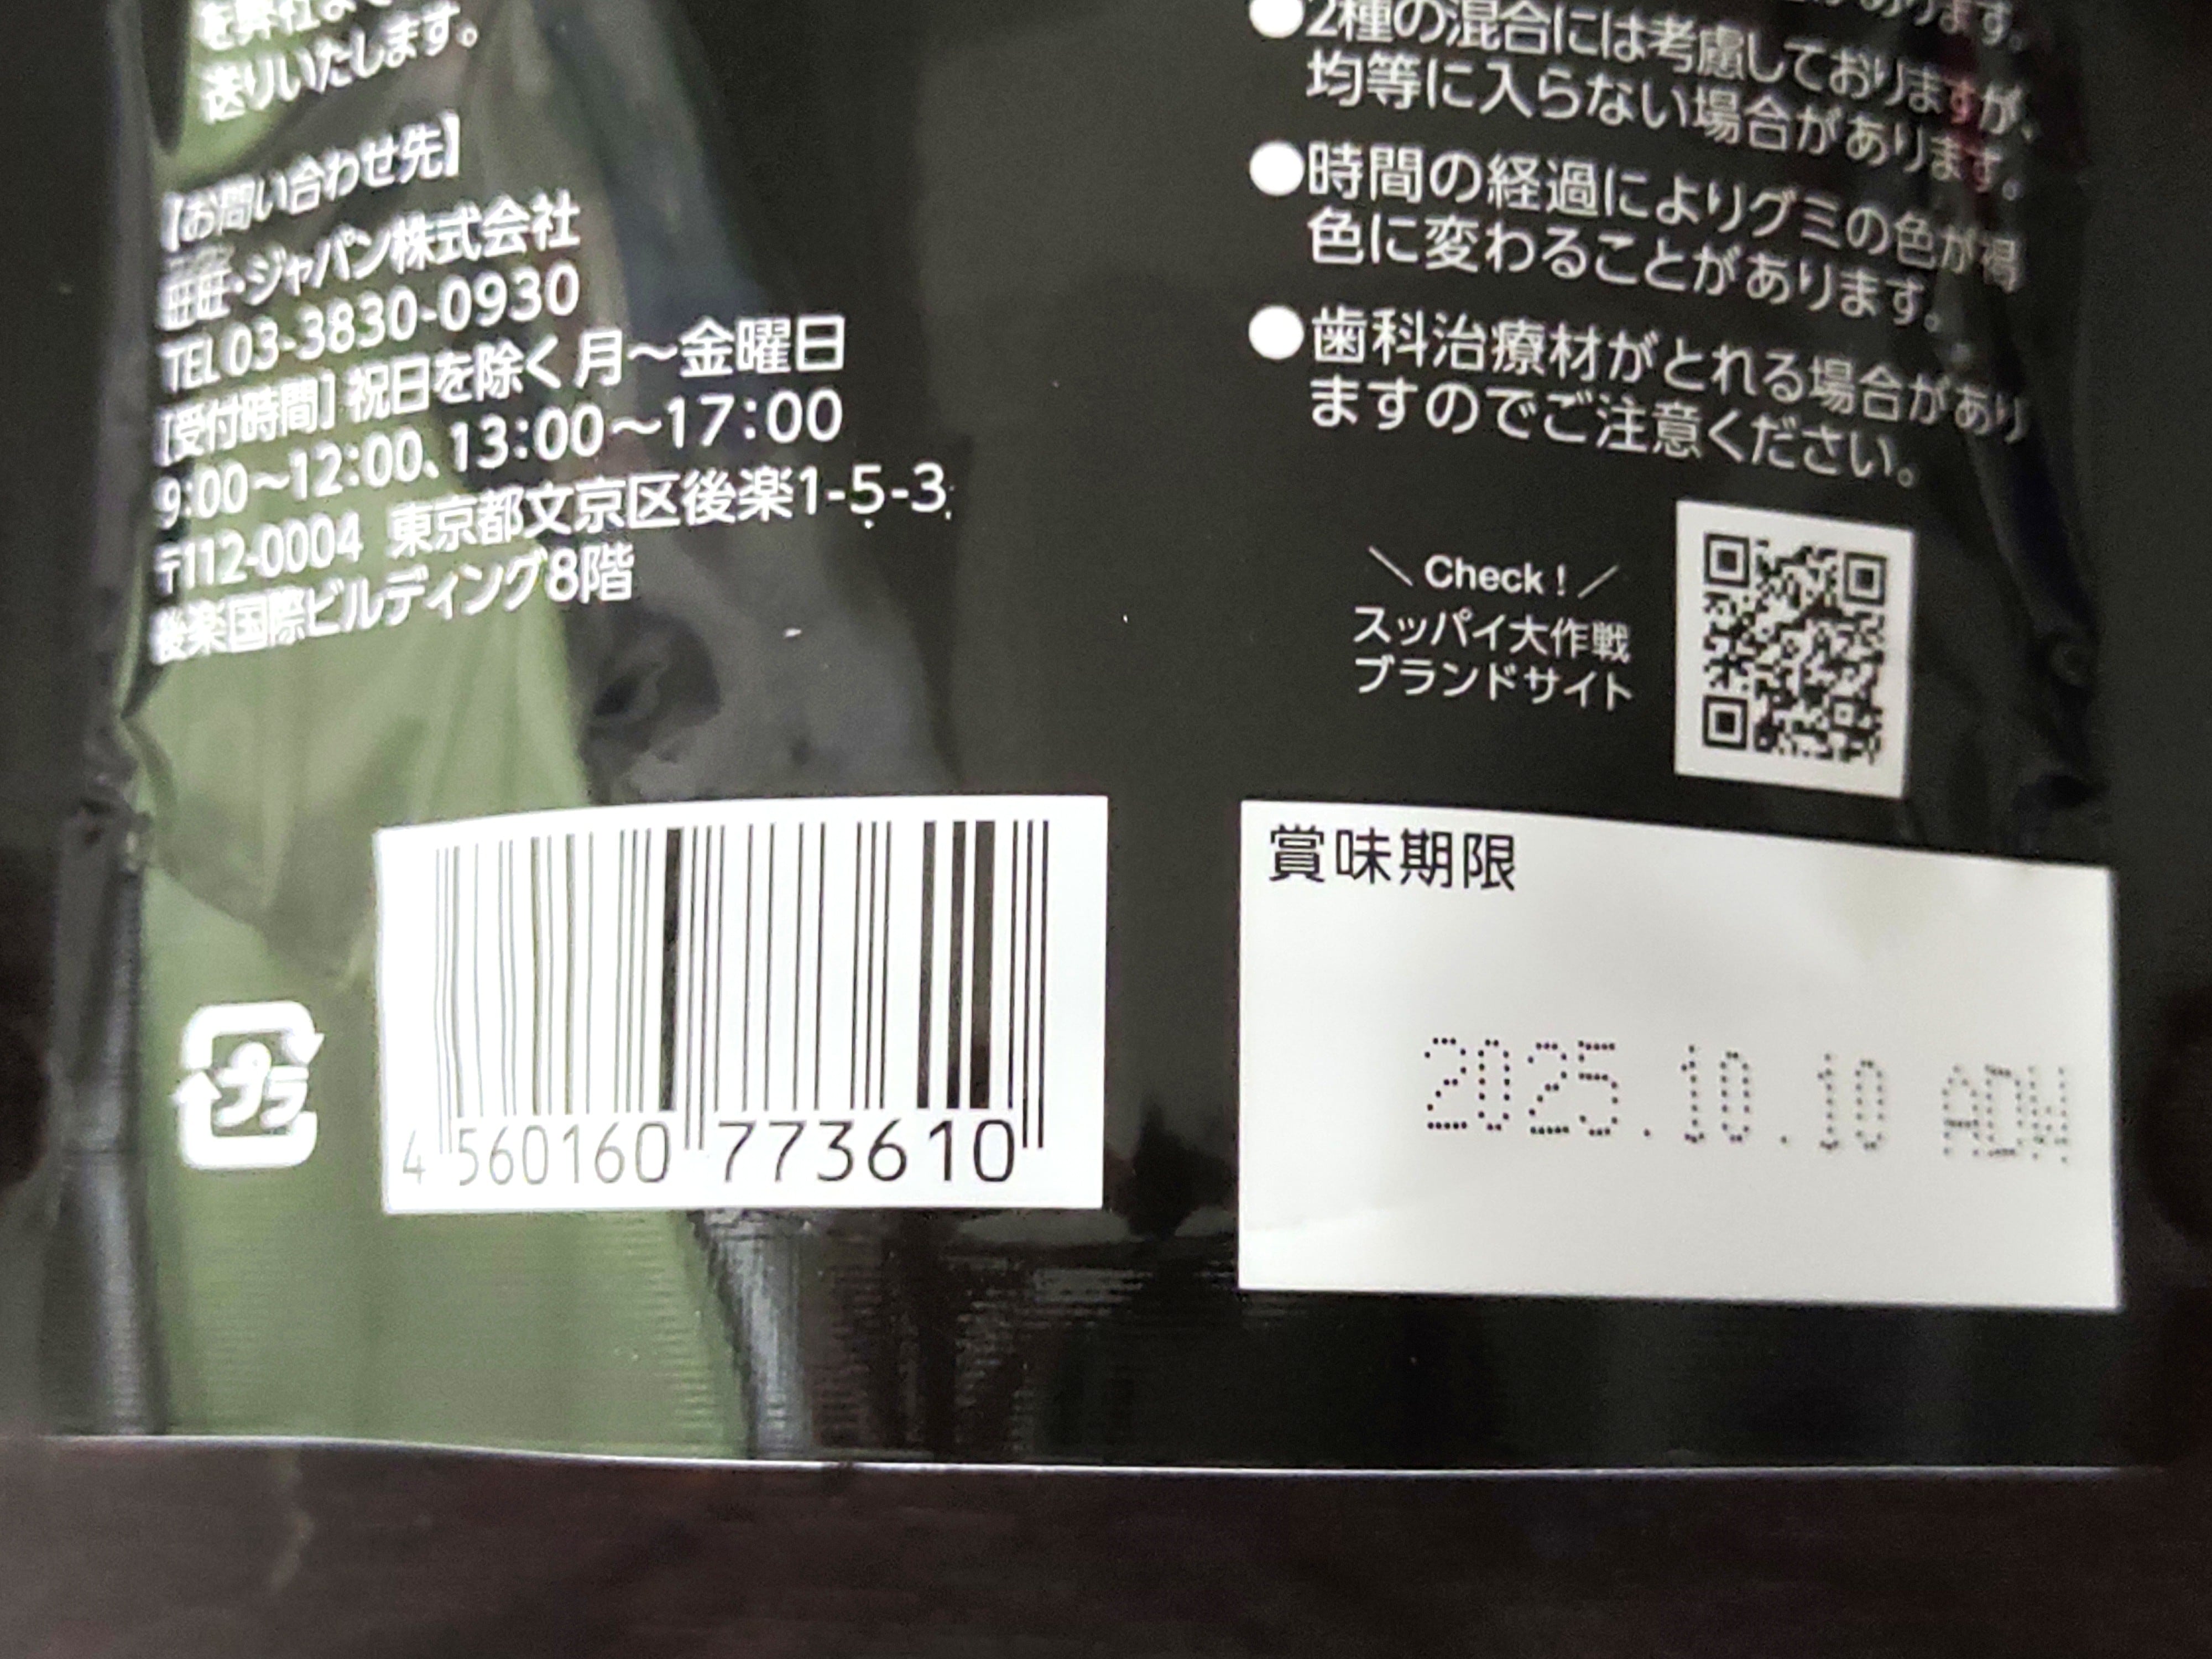 送りいたします。
【お問い合わせ先】
旺旺・ジャパン株式会社
TEL 03-3830-0930
[受付時間] 祝日を除く 月〜金曜日
9:00〜12:00、13:00〜17:00
〒112-0004 東京都文京区後楽1-5-3
後楽国際ビルディング8階
プラ
4 560160 773610
●2種の混合には考慮しておりますが、
均等に入らない場合があります。
●時間の経過によりグミの色が褐
色に変わることがあります。
●歯科治療材がとれる場合があり
ますのでご注意ください。
\ Check! /
スッパイ大作戦
ブランドサイト
賞味期限
2025.10.10 ADW